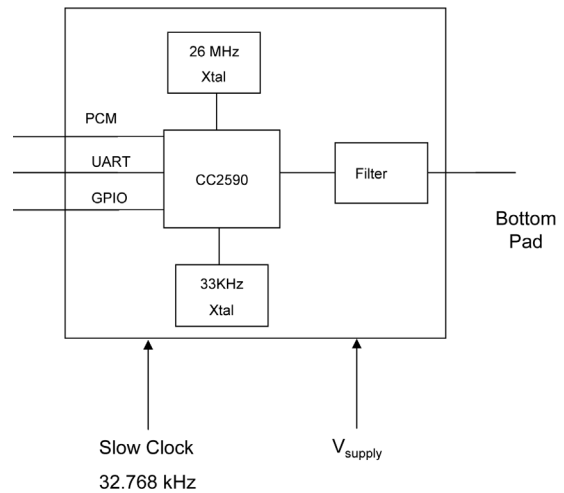 26 MHz
Xtal
PCM
UART
GPIO
CC2590
Filter
Bottom
Pad
33KHz
Xtal
Slow Clock
32.768 kHz
Vsupply